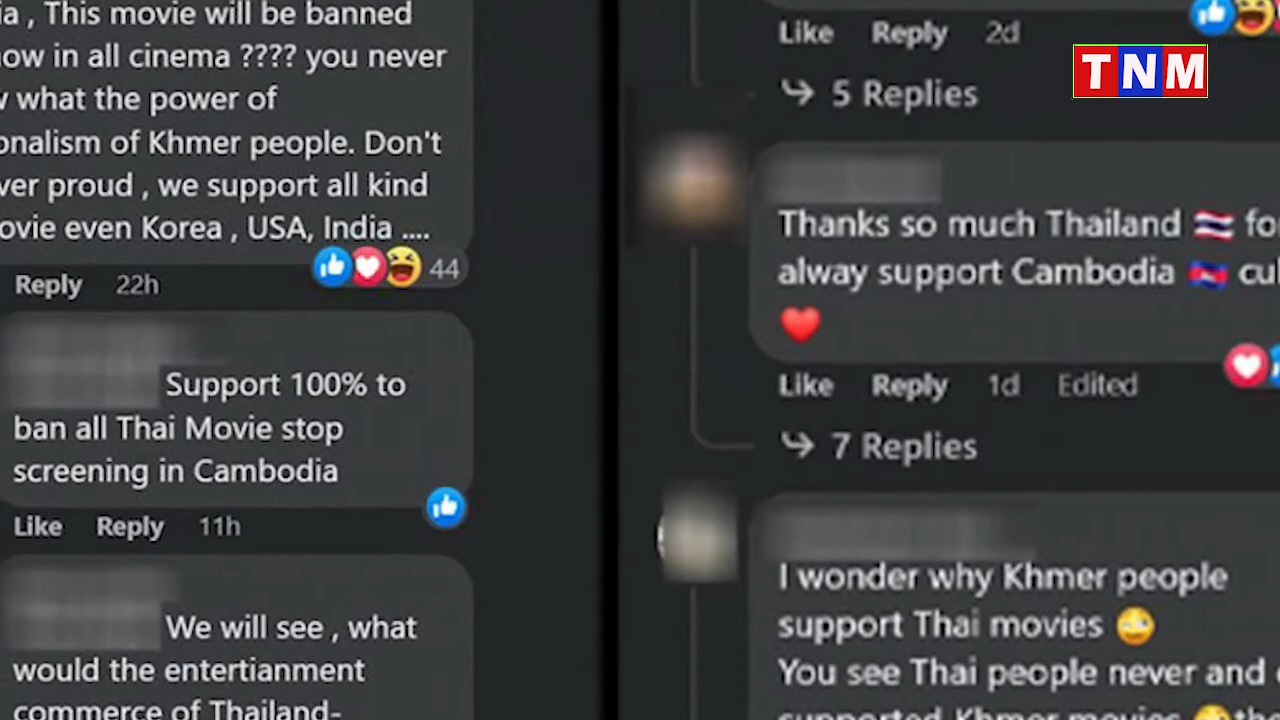 ia , This movie will be banned
now in all cinema ???? you never
w what the power of
onalism of Khmer people. Don't
ver proud , we support all kind
ovie even Korea , USA, India ....
44
Reply 22h
Support 100% to
ban all Thai Movie stop
screening in Cambodia
Like Reply 11h
We will see , what
would the entertianment
commerce of Thailand-
Like Reply 2d
TNM
5 Replies
Thanks so much Thailand 🇹🇭 fo
alway support Cambodia 🇰🇭 cul
❤️
Like Reply 1d Edited
7 Replies
I wonder why Khmer people
support Thai movies
You see Thai people never and
supported Khmer movies